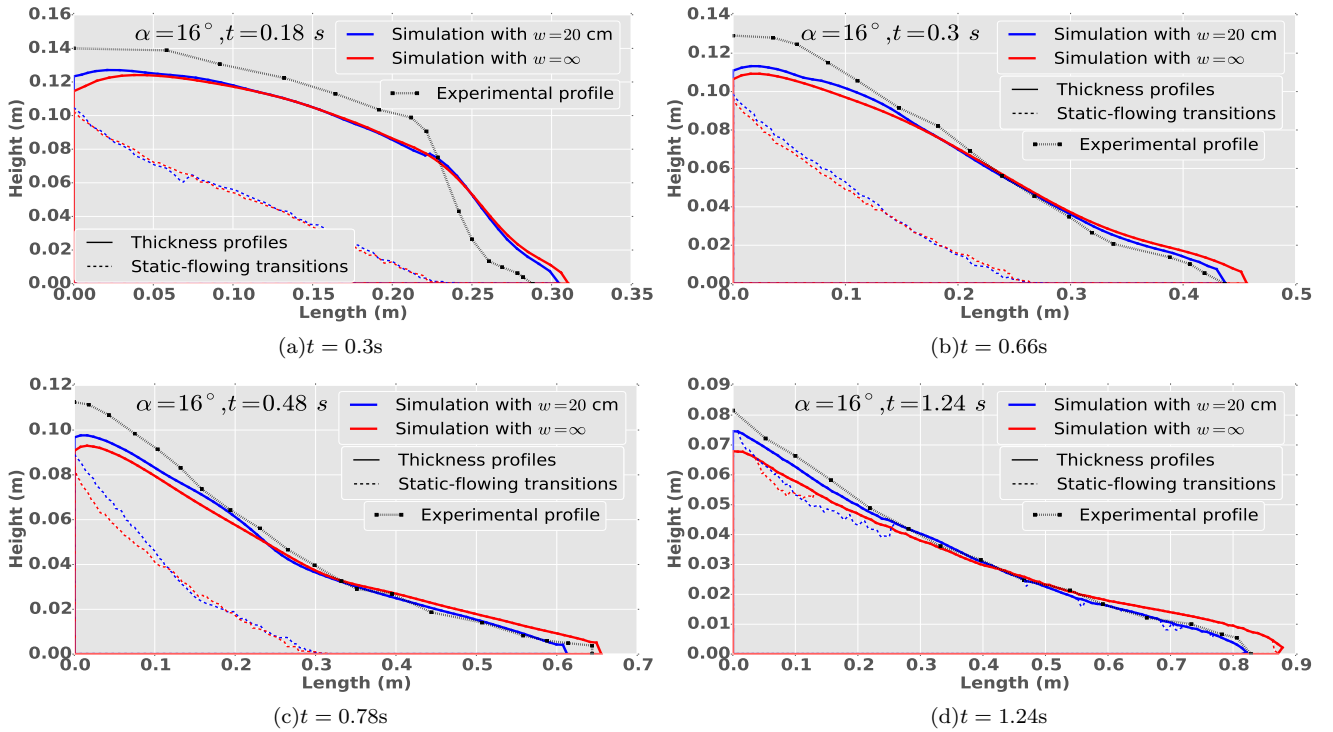 α=16°,t=0.18 s
Simulation with w=20 cm
Simulation with w=∞
Experimental profile
Thickness profiles
Static-flowing transitions
Height (m)
0.16
0.14
0.12
0.10
0.08
0.06
0.04
0.02
0.00
0.00 0.05 0.10 0.15 0.20 0.25 0.30 0.35
Length (m)
(a)t = 0.3s
α=16°,t=0.3 s
Simulation with w=20 cm
Simulation with w=∞
Thickness profiles
Static-flowing transitions
Experimental profile
Height (m)
0.14
0.12
0.10
0.08
0.06
0.04
0.02
0.00
0.0 0.1 0.2 0.3 0.4 0.5
Length (m)
(b)t = 0.66s
α=16°,t=0.48 s
Simulation with w=20 cm
Simulation with w=∞
Thickness profiles
Static-flowing transitions
Experimental profile
Height (m)
0.12
0.10
0.08
0.06
0.04
0.02
0.00
0.0 0.1 0.2 0.3 0.4 0.5 0.6 0.7
Length (m)
(c)t = 0.78s
α=16°,t=1.24 s
Simulation with w=20 cm
Simulation with w=∞
Thickness profiles
Static-flowing transitions
Experimental profile
Height (m)
0.09
0.08
0.07
0.06
0.05
0.04
0.03
0.02
0.01
0.00
0.0 0.1 0.2 0.3 0.4 0.5 0.6 0.7 0.8 0.9
Length (m)
(d)t = 1.24s